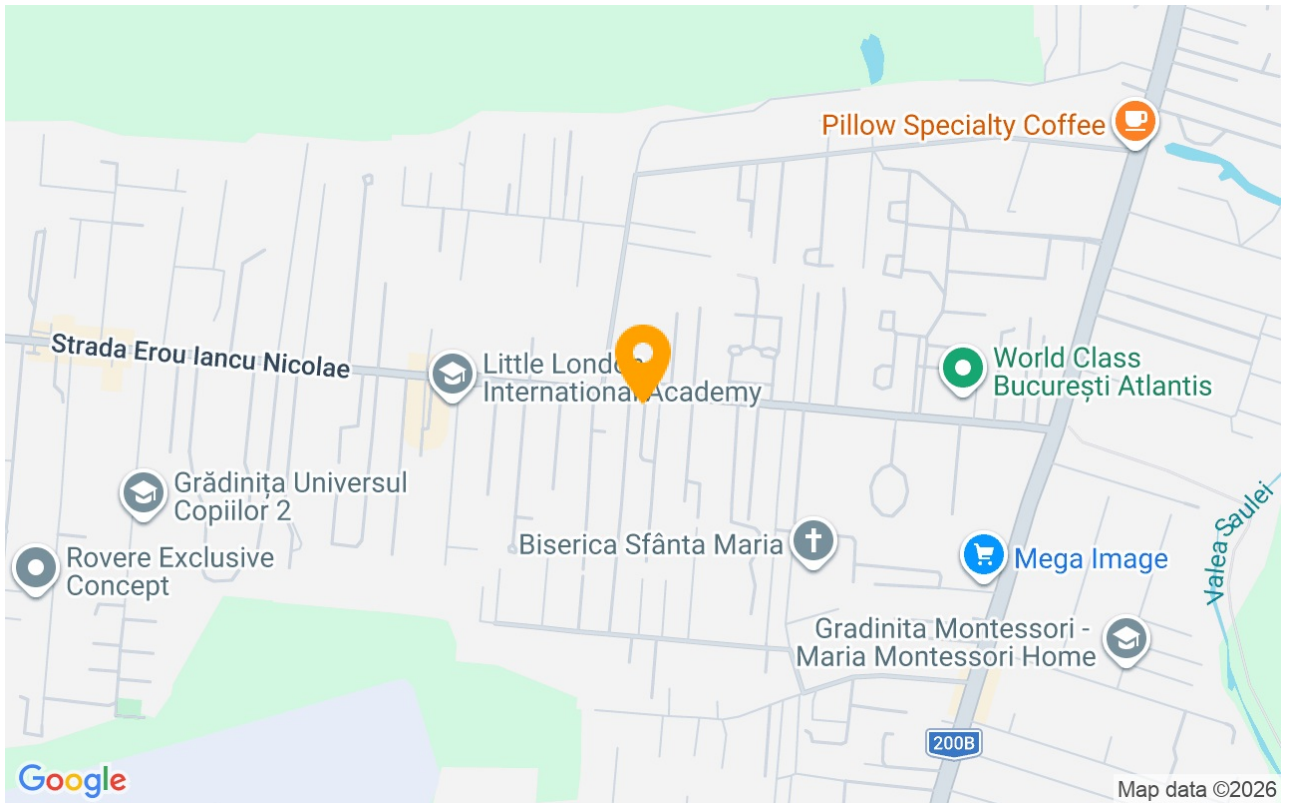 Pillow Specialty Coffee
Strada Erou Iancu Nicolae
Little London
International Academy
World Class
București Atlantis
Grădinița Universul
Copiilor 2
Rovere Exclusive
Concept
Biserica Sfânta Maria
Mega Image
Valea Saulei
Gradinita Montessori -
Maria Montessori Home
200B
Google
Map data ©2026